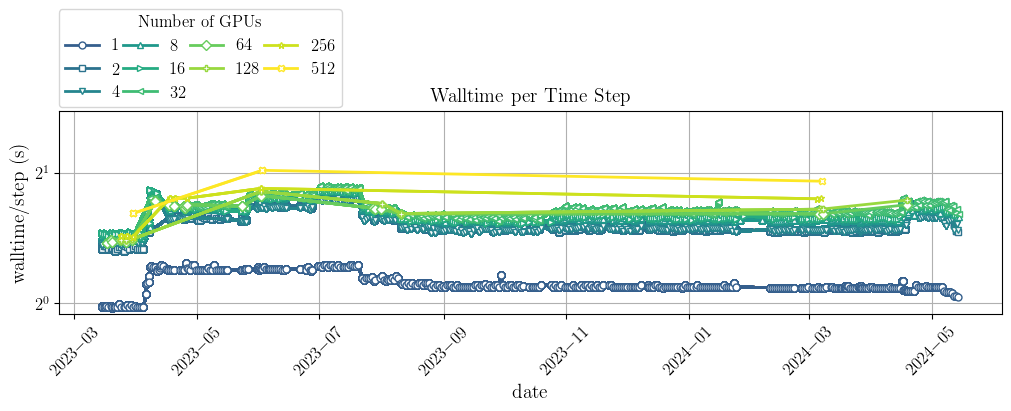 Number of GPUs
1 8 64 256
2 16 128 512
4 32
Walltime per Time Step
walltime/step (s)
2^1
2^0
2023−03 2023−05 2023−07 2023−09 2023−11 2024−01 2024−03 2024−05
date